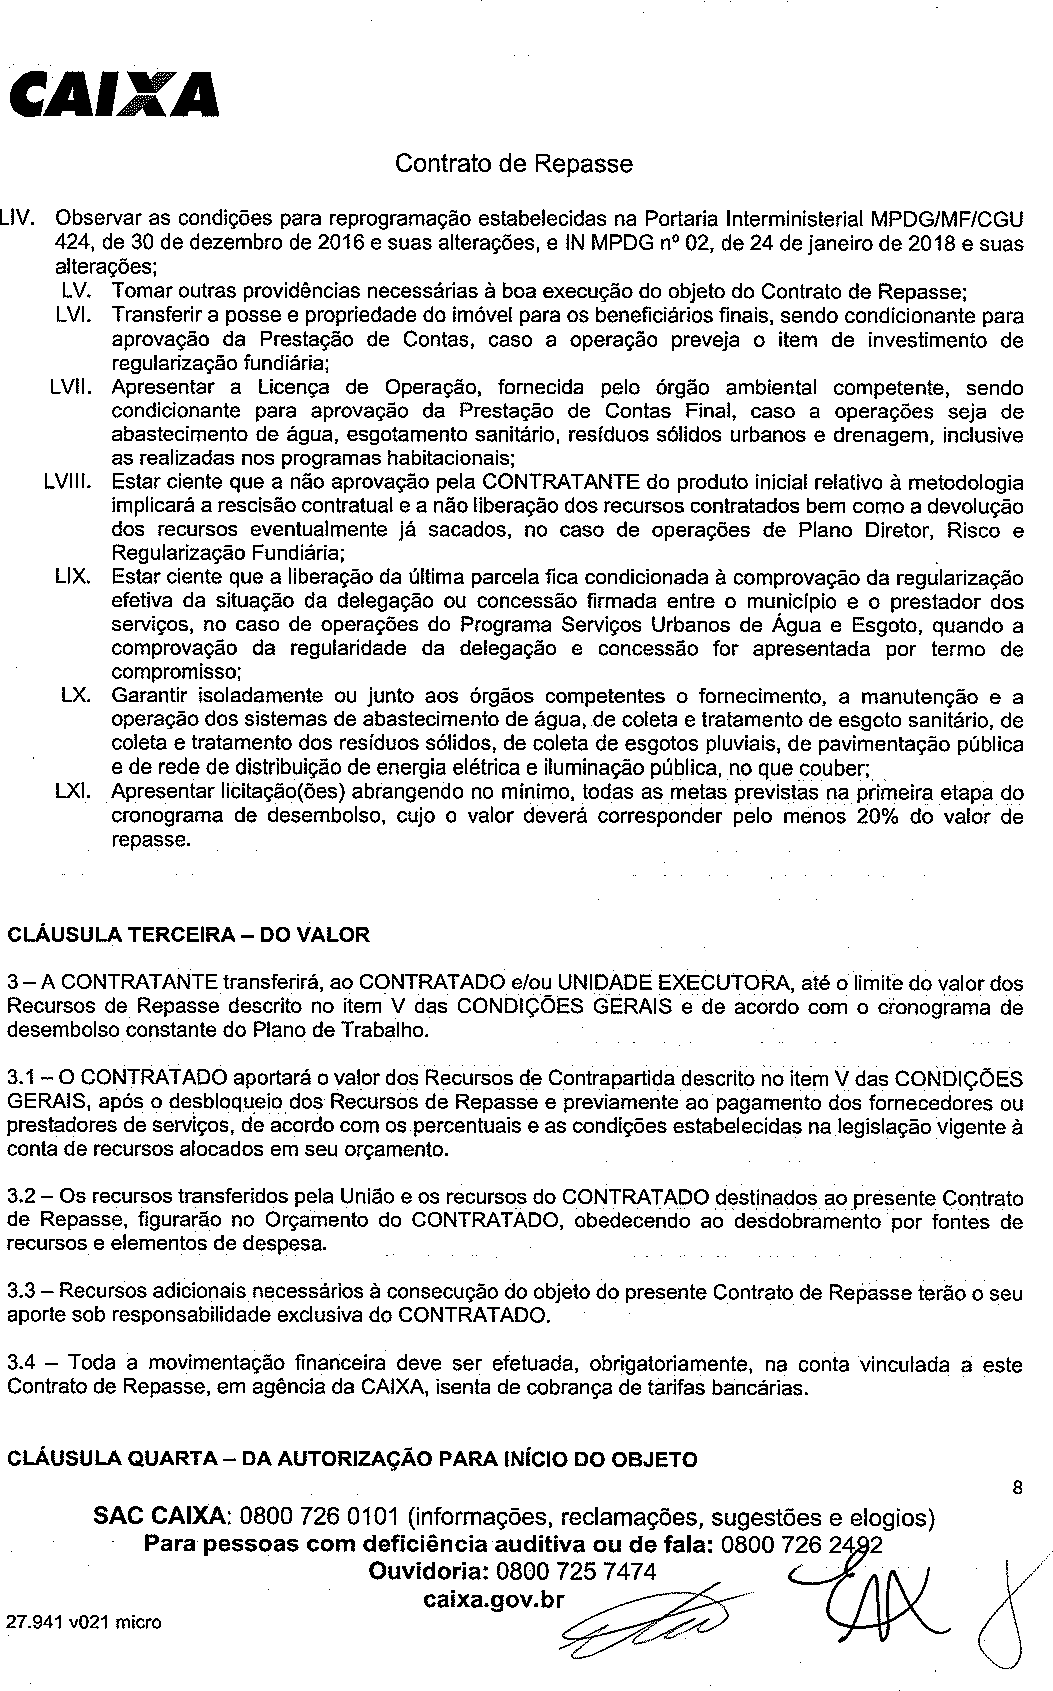 CAIXA
Contrato de Repasse
LIV. Observar as condições para reprogramação estabelecidas na Portaria Interministerial MPDG/MF/CGU
424, de 30 de dezembro de 2016 e suas alterações, e IN MPDG nº 02, de 24 de janeiro de 2018 e suas
alterações;
LV. Tomar outras providências necessárias à boa execução do objeto do Contrato de Repasse;
LVI. Transferir a posse e propriedade do imóvel para os beneficiários finais, sendo condicionante para
aprovação da Prestação de Contas, caso a operação preveja o item de investimento de
regularização fundiária;
LVII. Apresentar a Licença de Operação, fornecida pelo órgão ambiental competente, sendo
condicionante para aprovação da Prestação de Contas Final, caso a operações seja de
abastecimento de água, esgotamento sanitário, resíduos sólidos urbanos e drenagem, inclusive
as realizadas nos programas habitacionais;
LVIII. Estar ciente que a não aprovação pela CONTRATANTE do produto inicial relativo à metodologia
implicará a rescisão contratual e a não liberação dos recursos contratados bem como a devolução
dos recursos eventualmente já sacados, no caso de operações de Plano Diretor, Risco e
Regularização Fundiária;
LIX. Estar ciente que a liberação da última parcela fica condicionada à comprovação da regularização
efetiva da situação da delegação ou concessão firmada entre o município e o prestador dos
serviços, no caso de operações do Programa Serviços Urbanos de Água e Esgoto, quando a
comprovação da regularidade da delegação e concessão for apresentada por termo de
compromisso;
LX. Garantir isoladamente ou junto aos órgãos competentes o fornecimento, a manutenção e a
operação dos sistemas de abastecimento de água, de coleta e tratamento de esgoto sanitário, de
coleta e tratamento dos resíduos sólidos, de coleta de esgotos pluviais, de pavimentação pública
e de rede de distribuição de energia elétrica e iluminação pública, no que couber;
LXI. Apresentar licitação(ões) abrangendo no mínimo, todas as metas previstas na primeira etapa do
cronograma de desembolso, cujo o valor deverá corresponder pelo menos 20% do valor de
repasse.
CLÁUSULA TERCEIRA – DO VALOR
3 – A CONTRATANTE transferirá, ao CONTRATADO e/ou UNIDADE EXECUTORA, até o limite do valor dos
Recursos de Repasse descrito no item V das CONDIÇÕES GERAIS e de acordo com o cronograma de
desembolso constante do Plano de Trabalho.
3.1 – O CONTRATADO aportará o valor dos Recursos de Contrapartida descrito no item V das CONDIÇÕES
GERAIS, após o desbloqueio dos Recursos de Repasse e previamente ao pagamento dos fornecedores ou
prestadores de serviços, de acordo com os percentuais e as condições estabelecidas na legislação vigente à
conta de recursos alocados em seu orçamento.
3.2 – Os recursos transferidos pela União e os recursos do CONTRATADO destinados ao presente Contrato
de Repasse, figurarão no Orçamento do CONTRATADO, obedecendo ao desdobramento por fontes de
recursos e elementos de despesa.
3.3 – Recursos adicionais necessários à consecução do objeto do presente Contrato de Repasse terão o seu
aporte sob responsabilidade exclusiva do CONTRATADO.
3.4 – Toda a movimentação financeira deve ser efetuada, obrigatoriamente, na conta vinculada a este
Contrato de Repasse, em agência da CAIXA, isenta de cobrança de tarifas bancárias.
CLÁUSULA QUARTA – DA AUTORIZAÇÃO PARA INÍCIO DO OBJETO
8
SAC CAIXA: 0800 726 0101 (informações, reclamações, sugestões e elogios)
Para pessoas com deficiência auditiva ou de fala: 0800 726 2492
Ouvidoria: 0800 725 7474
caixa.gov.br
27.941 v021 micro